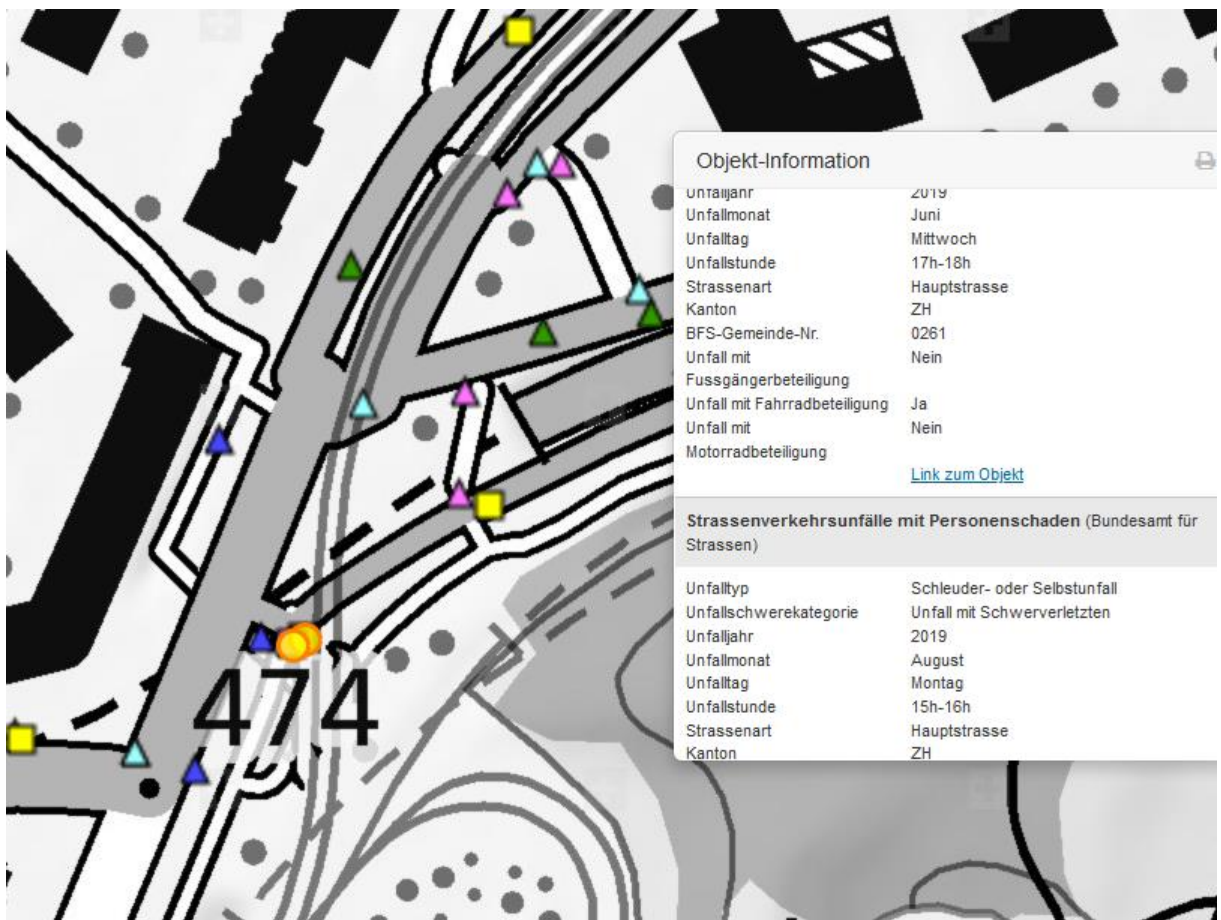 Objekt-Information
Unfalljahr 2019
Unfallmonat Juni
Unfalltag Mittwoch
Unfallstunde 17h-18h
Strassenart Hauptstrasse
Kanton ZH
BFS-Gemeinde-Nr. 0261
Unfall mit Nein
Fussgängerbeteiligung
Unfall mit Fahrradbeteiligung Ja
Unfall mit Nein
Motorradbeteiligung
Link zum Objekt
Strassenverkehrsunfälle mit Personenschaden (Bundesamt für
Strassen)
Unfalltyp Schleuder- oder Selbstunfall
Unfallschwerekategorie Unfall mit Schwerverletzten
Unfalljahr 2019
Unfallmonat August
Unfalltag Montag
Unfallstunde 15h-16h
Strassenart Hauptstrasse
Kanton ZH
474